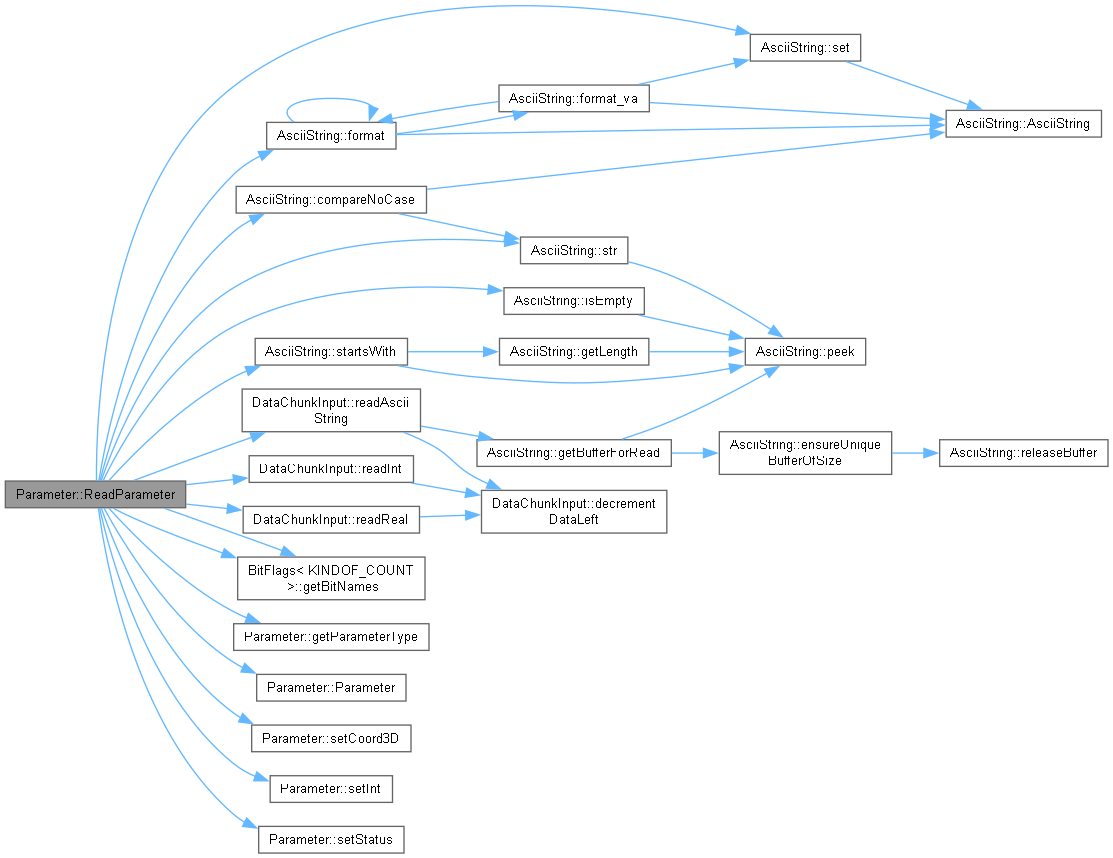 AsciiString::set
AsciiString::format_va
AsciiString::AsciiString
AsciiString::format
AsciiString::compareNoCase
AsciiString::str
AsciiString::isEmpty
AsciiString::startsWith
AsciiString::getLength
AsciiString::peek
DataChunkInput::readAscii
String
AsciiString::getBufferForRead
AsciiString::ensureUnique
BufferOfSize
AsciiString::releaseBuffer
DataChunkInput::readInt
Parameter::ReadParameter
DataChunkInput::decrement
DataLeft
DataChunkInput::readReal
BitFlags< KINDOF_COUNT
>::getBitNames
Parameter::getParameterType
Parameter::Parameter
Parameter::setCoord3D
Parameter::setInt
Parameter::setStatus